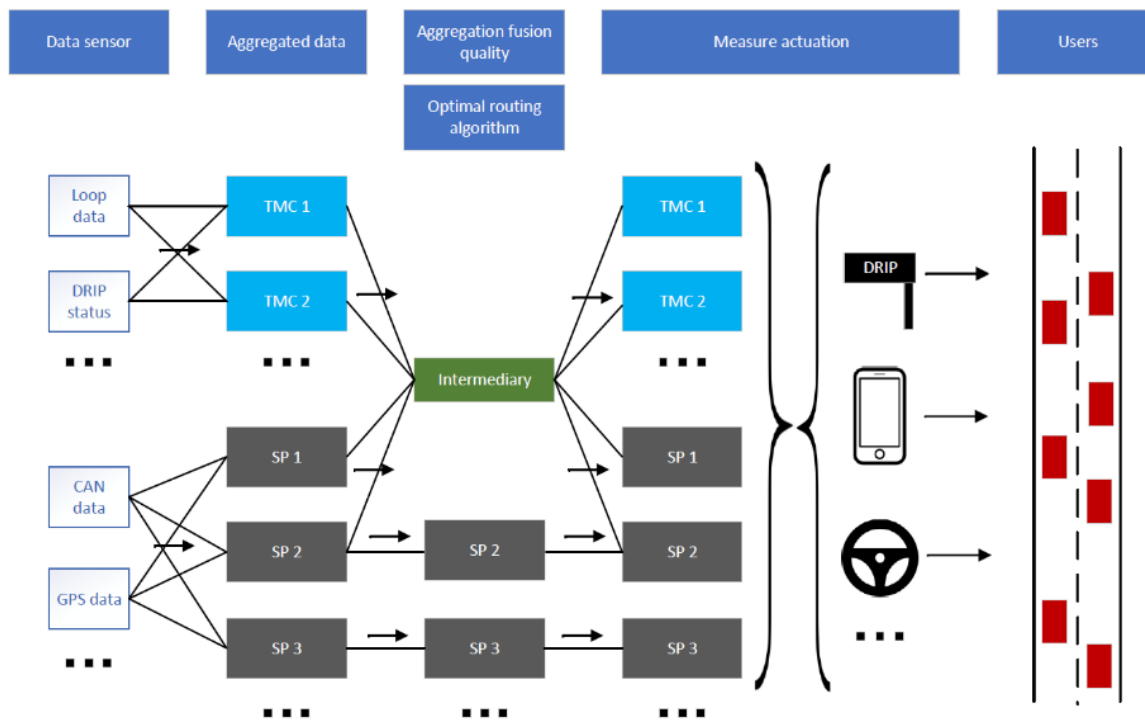 Data sensor
Aggregated data
Aggregation fusion
quality
Measure actuation
Users
Optimal routing
algorithm
Loop
data
TMC 1
TMC 1
DRIP
DRIP
status
TMC 2
TMC 2
Intermediary
SP 1
SP 1
CAN
data
SP 2
SP 2
SP 2
GPS data
SP 3
SP 3
SP 3